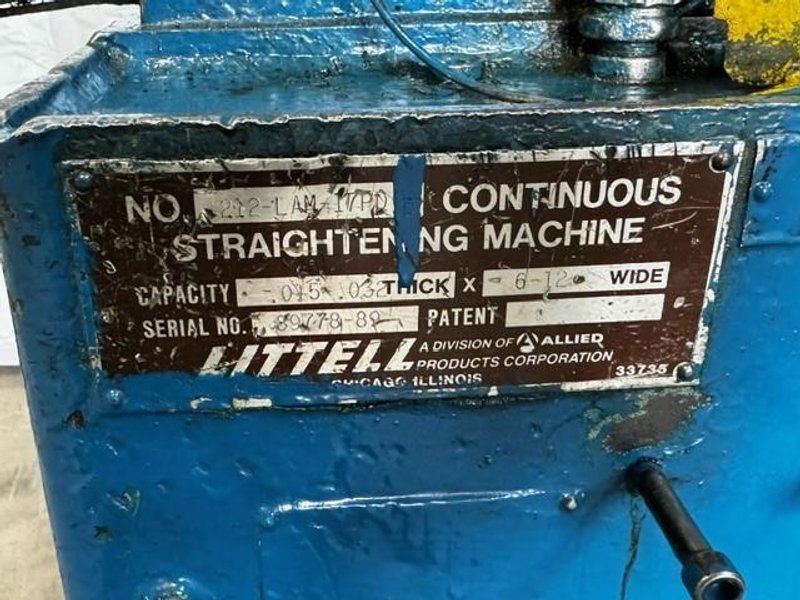 NO. 212-LAM-17PD CONTINUOUS
STRAIGHTENING MACHINE
CAPACITY .015 .032 THICK X 6-12 WIDE
SERIAL NO. 89778-89 PATENT
LITTELL A DIVISION OF ALLIED
PRODUCTS CORPORATION
CHICAGO ILLINOIS 33735